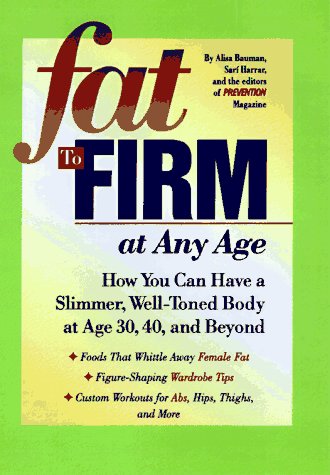 fat
By Alisa Bauman,
Sari Harrar,
and the editors
of PREVENTION
Magazine
To
FIRM
at Any Age
How You Can Have a
Slimmer, Well-Toned Body
at Age 30, 40, and Beyond
✦ Foods That Whittle Away Female Fat
✦ Figure-Shaping Wardrobe Tips
✦ Custom Workouts for Abs, Hips, Thighs,
and More